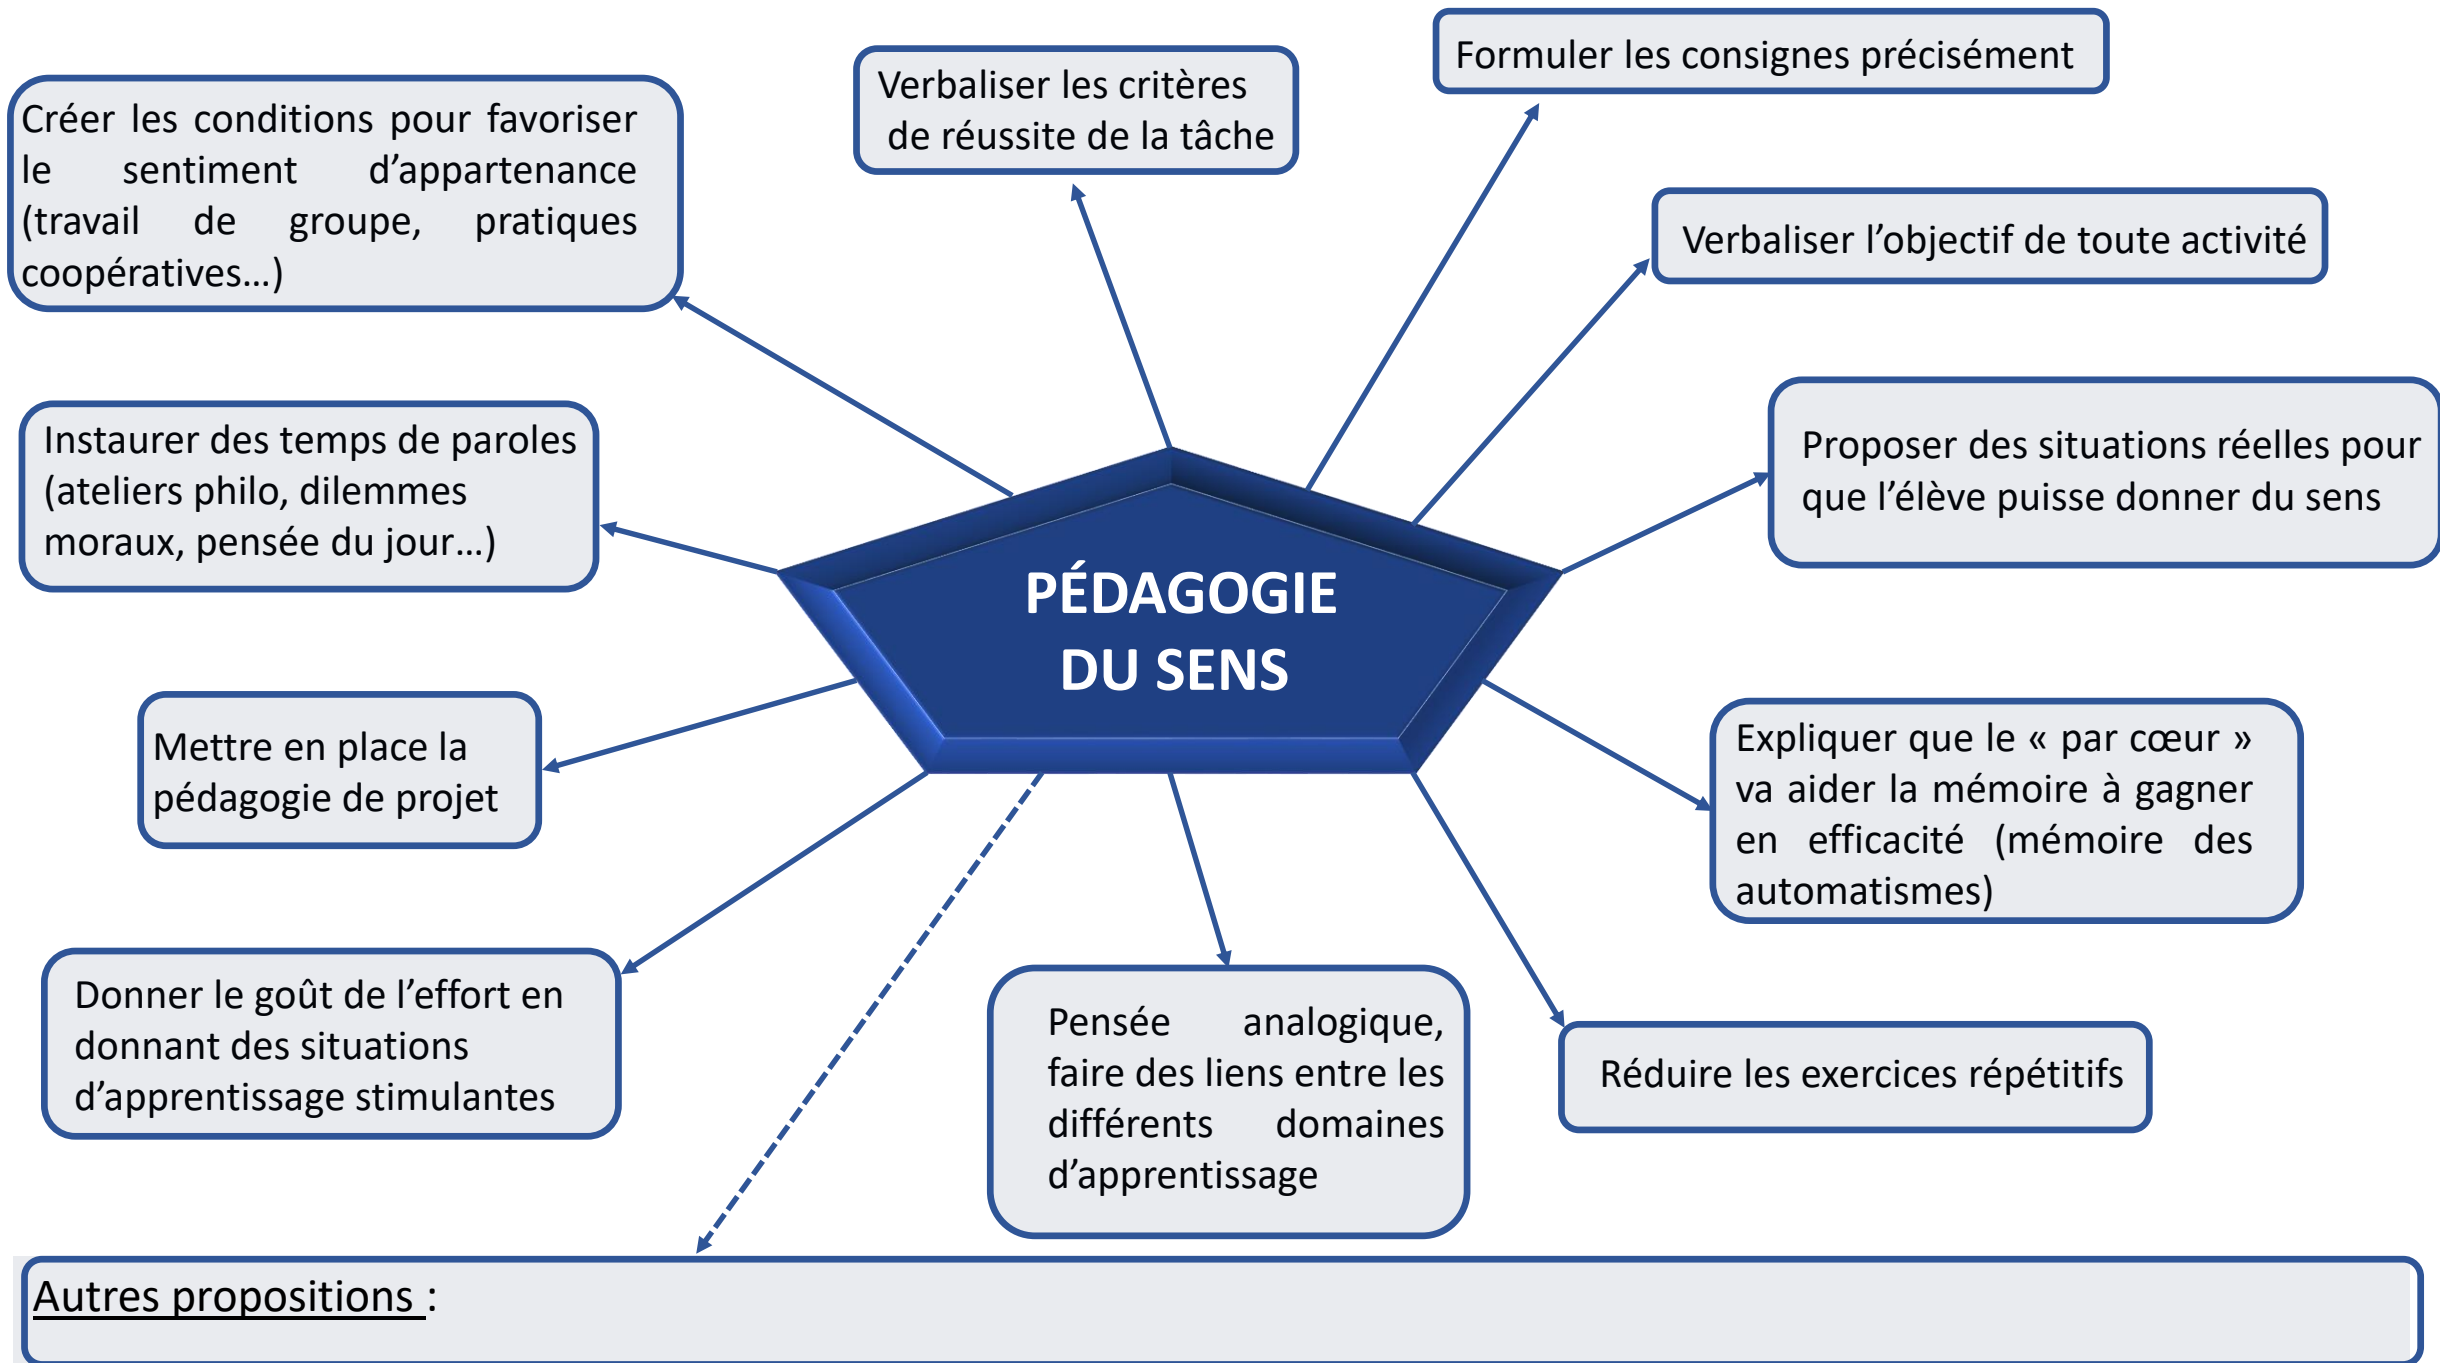 Formuler les consignes précisément
Verbaliser les critères
de réussite de la tâche
Créer les conditions pour favoriser
le sentiment d’appartenance
(travail de groupe, pratiques
coopératives…)
Verbaliser l’objectif de toute activité
Instaurer des temps de paroles
(ateliers philo, dilemmes
moraux, pensée du jour…)
Proposer des situations réelles pour
que l’élève puisse donner du sens
PÉDAGOGIE
DU SENS
Mettre en place la
pédagogie de projet
Expliquer que le « par cœur »
va aider la mémoire à gagner
en efficacité (mémoire des
automatismes)
Donner le goût de l’effort en
donnant des situations
d’apprentissage stimulantes
Pensée analogique,
faire des liens entre les
différents domaines
d’apprentissage
Réduire les exercices répétitifs
Autres propositions :